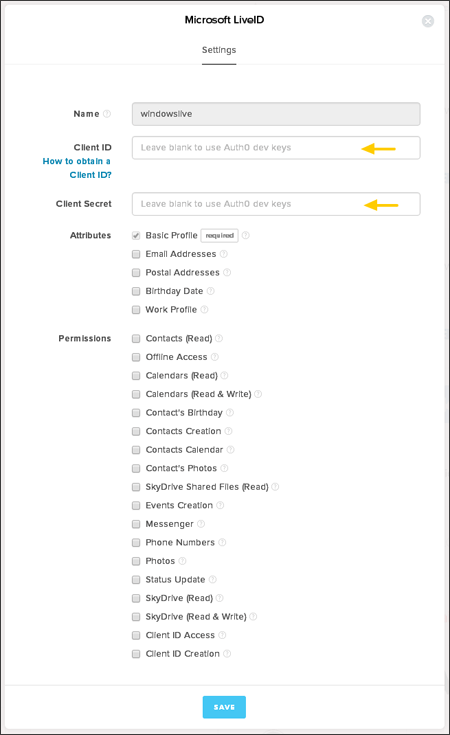 Microsoft LiveID
Settings
Name
windowslive
Client ID
Leave blank to use Auth0 dev keys
How to obtain a
Client ID?
Client Secret
Leave blank to use Auth0 dev keys
Attributes
Basic Profile required
Email Addresses
Postal Addresses
Birthday Date
Work Profile
Permissions
Contacts (Read)
Offline Access
Calendars (Read)
Calendars (Read & Write)
Contact's Birthday
Contacts Creation
Contacts Calendar
Contact's Photos
SkyDrive Shared Files (Read)
Events Creation
Messenger
Phone Numbers
Photos
Status Update
SkyDrive (Read)
SkyDrive (Read & Write)
Client ID Access
Client ID Creation
SAVE